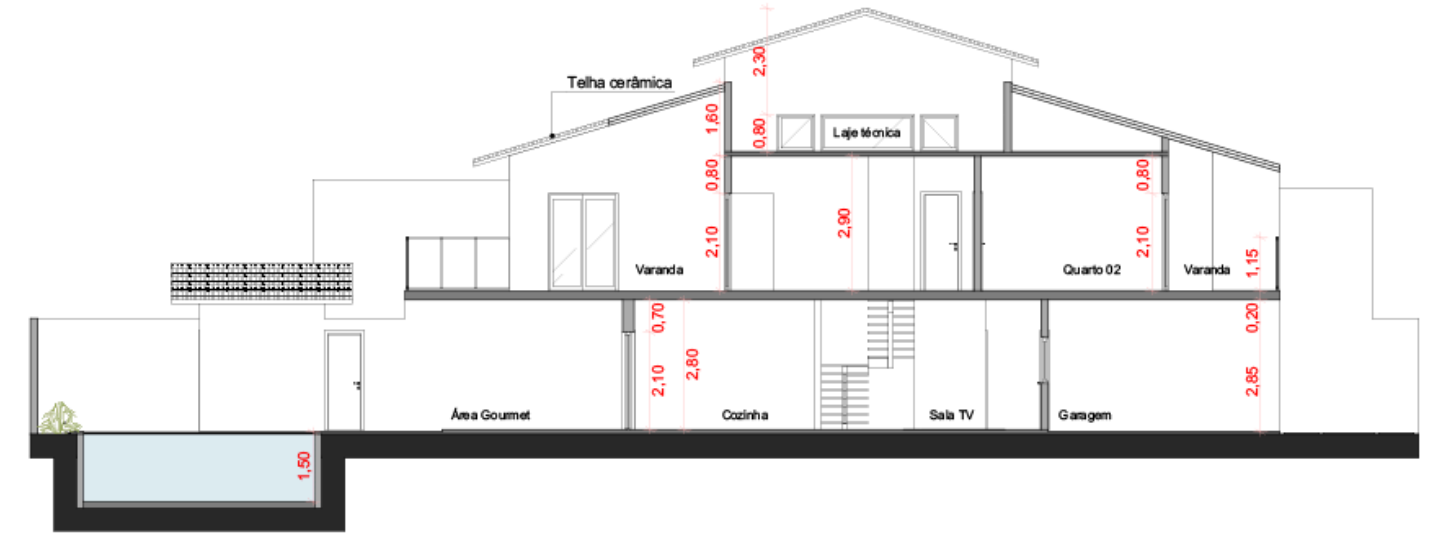 2,30
Telha cerâmica
1,60
0,80
Laje técnica
0,80
0,80
2,90
2,10
2,10
1,15
Varanda
Quarto 02
Varanda
0,70
0,20
2,80
2,10
2,85
Área Gourmet
Cozinha
Sala TV
Garagem
1,50